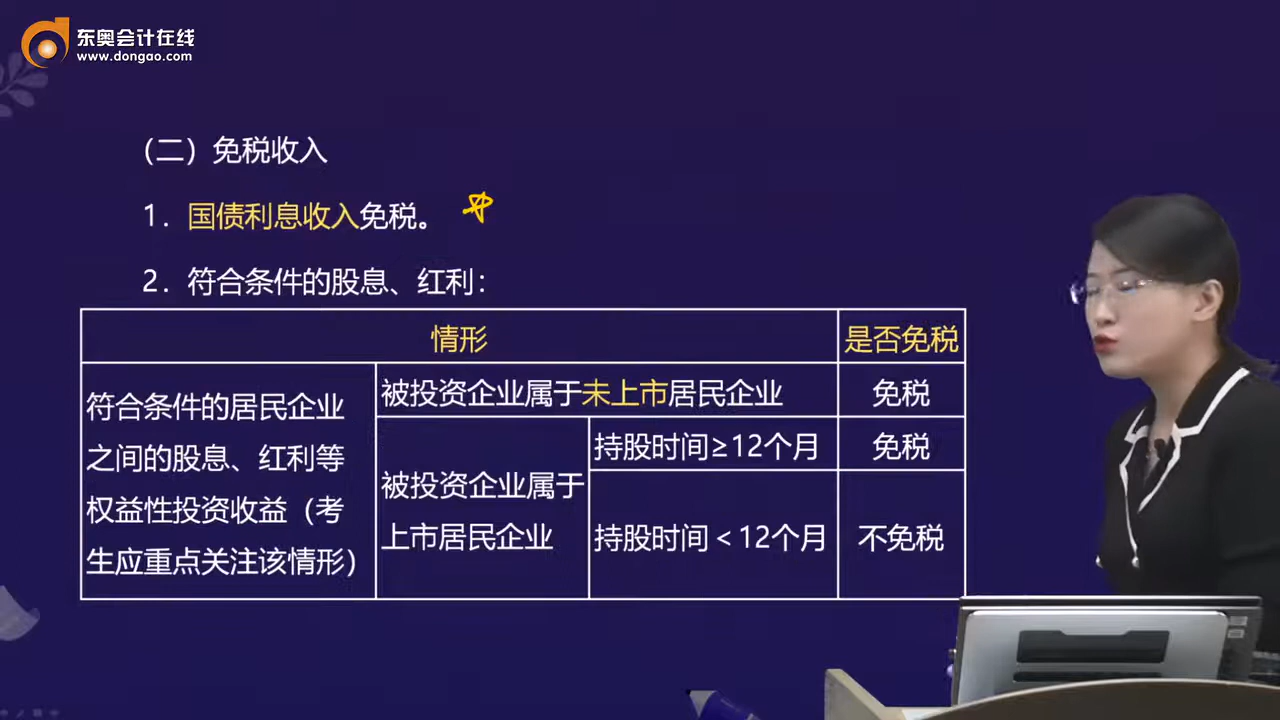 东奥会计在线
www.dongao.com
（二）免税收入
1．国债利息收入免税。
2．符合条件的股息、红利：
情形
是否免税
符合条件的居民企业
之间的股息、红利等
权益性投资收益（考
生应重点关注该情形）
被投资企业属于未上市居民企业
免税
被投资企业属于
上市居民企业
持股时间≥12个月
免税
持股时间＜12个月
不免税